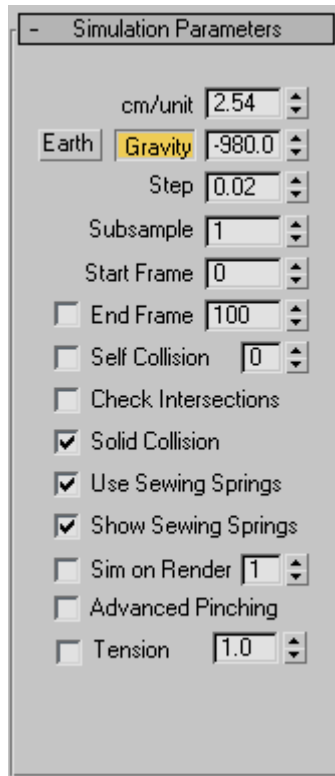 - Simulation Parameters
cm/unit 2.54
Earth Gravity -980.0
Step 0.02
Subsample 1
Start Frame 0
End Frame 100
Self Collision 0
Check Intersections
Solid Collision
Use Sewing Springs
Show Sewing Springs
Sim on Render 1
Advanced Pinching
Tension 1.0